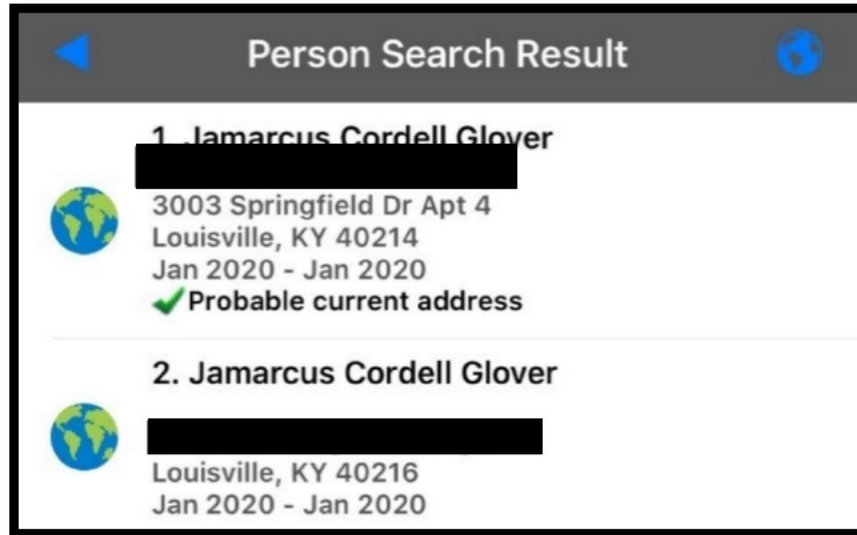 Person Search Result
1. Jamarcus Cordell Glover
3003 Springfield Dr Apt 4
Louisville, KY 40214
Jan 2020 - Jan 2020
Probable current address
2. Jamarcus Cordell Glover
Louisville, KY 40216
Jan 2020 - Jan 2020